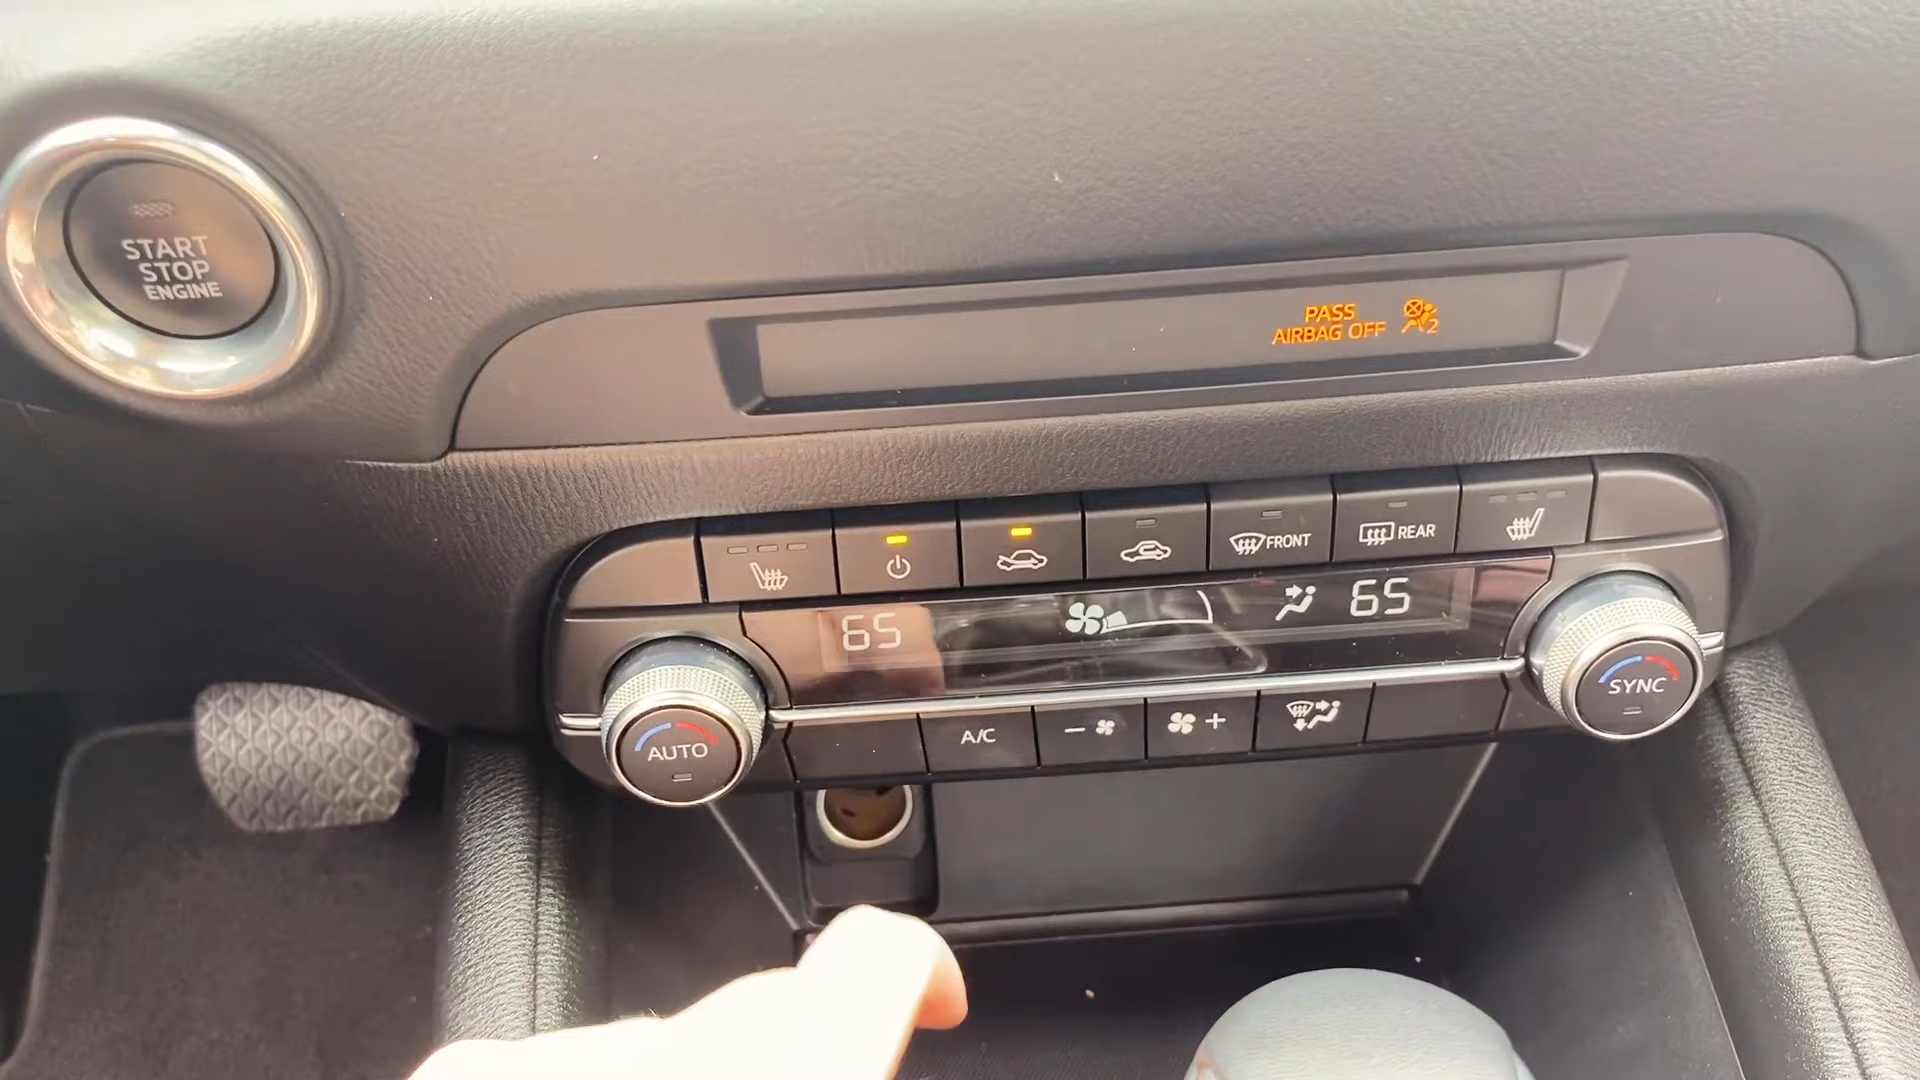 START
STOP
ENGINE
PASS
AIRBAG OFF 2
FRONT
REAR
65
65
AUTO
A/C
SYNC